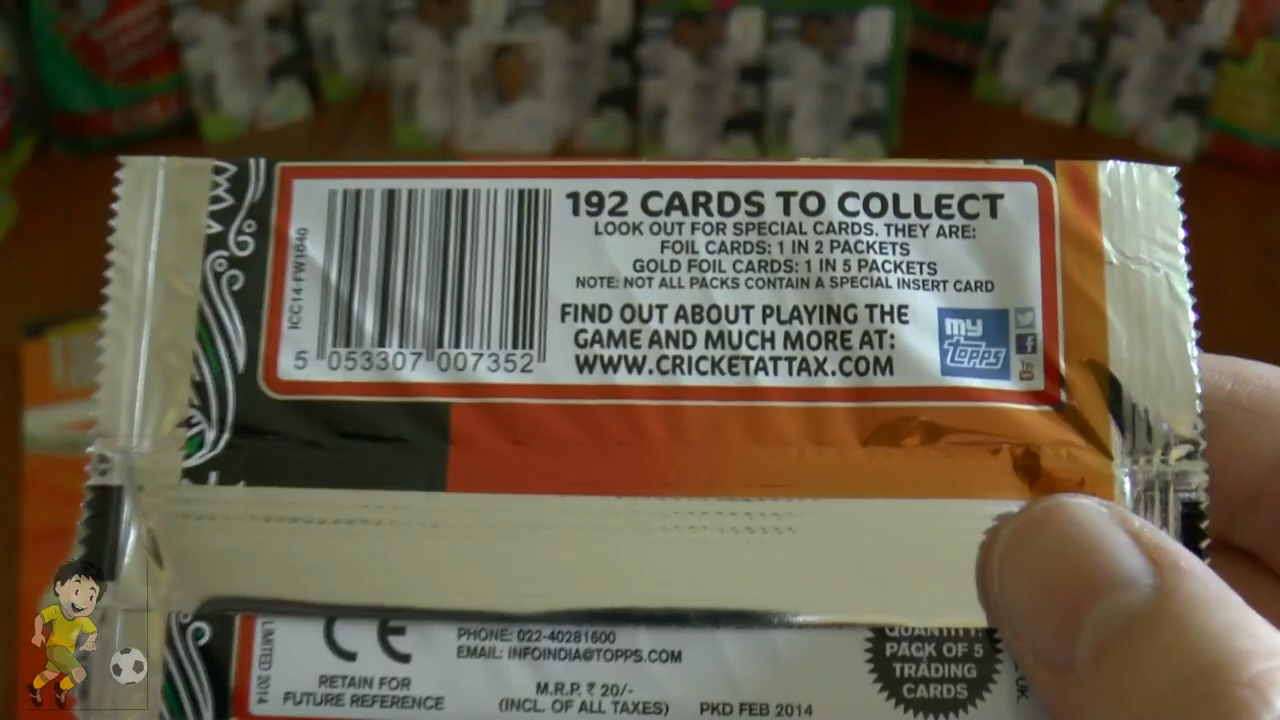 ICC14-FW1640
5 053307 007352
192 CARDS TO COLLECT
LOOK OUT FOR SPECIAL CARDS. THEY ARE:
FOIL CARDS: 1 IN 2 PACKETS
GOLD FOIL CARDS: 1 IN 5 PACKETS
NOTE: NOT ALL PACKS CONTAIN A SPECIAL INSERT CARD
FIND OUT ABOUT PLAYING THE
GAME AND MUCH MORE AT:
WWW.CRICKETATTAX.COM
my
TOPPS
LIMITED 2014
CE
RETAIN FOR
FUTURE REFERENCE
PHONE: 022-40281600
EMAIL: INFOINDIA@TOPPS.COM
M.R.P. ₹ 20/-
(INCL. OF ALL TAXES)
PKD FEB 2014
QUANTITY:
PACK OF 5
TRADING
CARDS